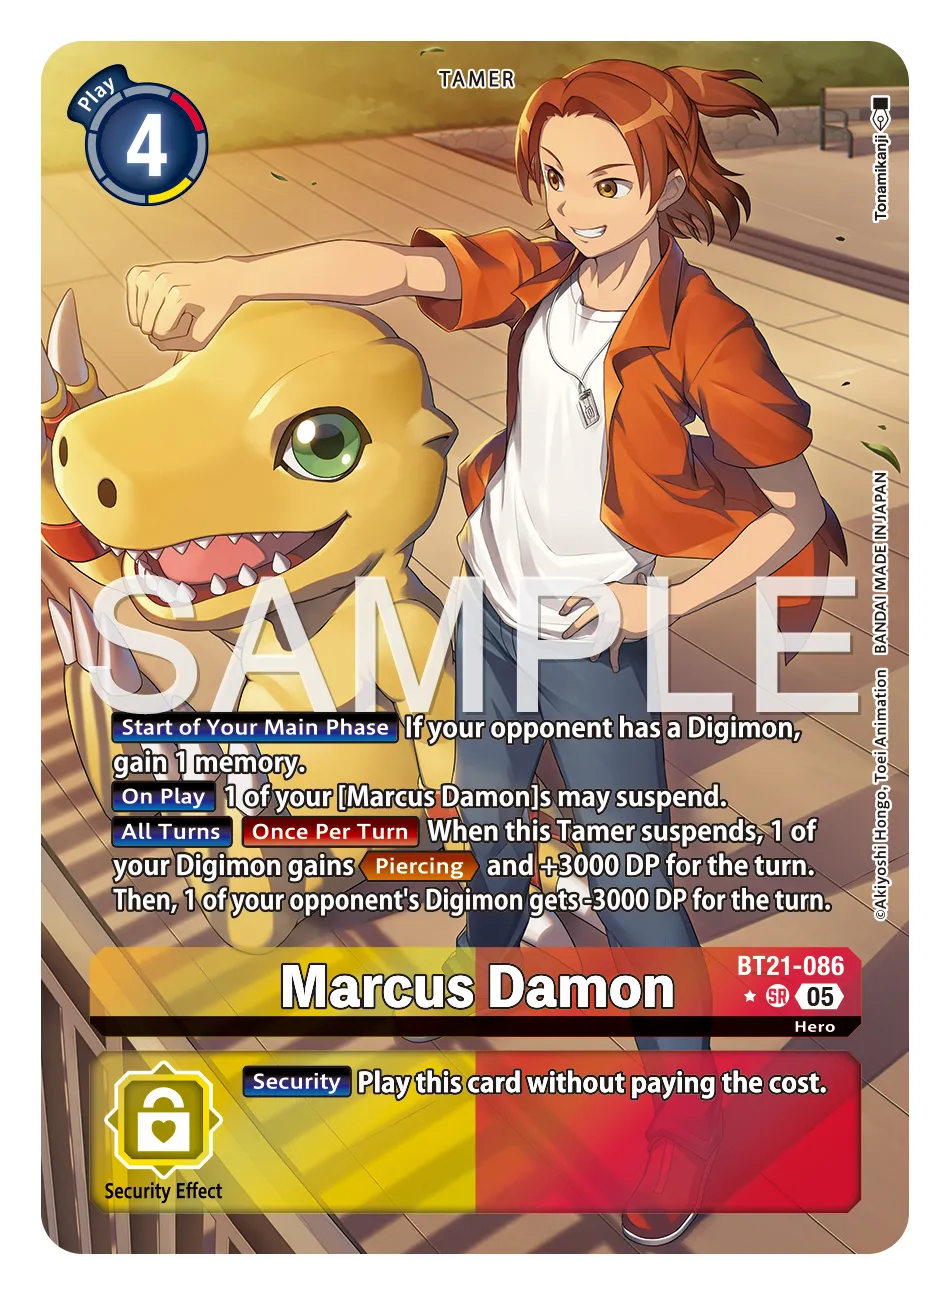 Play
4
TAMER
Tonamikanji
SAMPLE
Start of Your Main Phase If your opponent has a Digimon,
gain 1 memory.
On Play 1 of your [Marcus Damon]s may suspend.
All Turns Once Per Turn When this Tamer suspends, 1 of
your Digimon gains Piercing and +3000 DP for the turn.
Then, 1 of your opponent's Digimon gets -3000 DP for the turn.
©Akiyoshi Hongo, Toei Animation BANDAI MADE IN JAPAN
Marcus Damon
BT21-086
SR 05
Hero
Security Play this card without paying the cost.
Security Effect